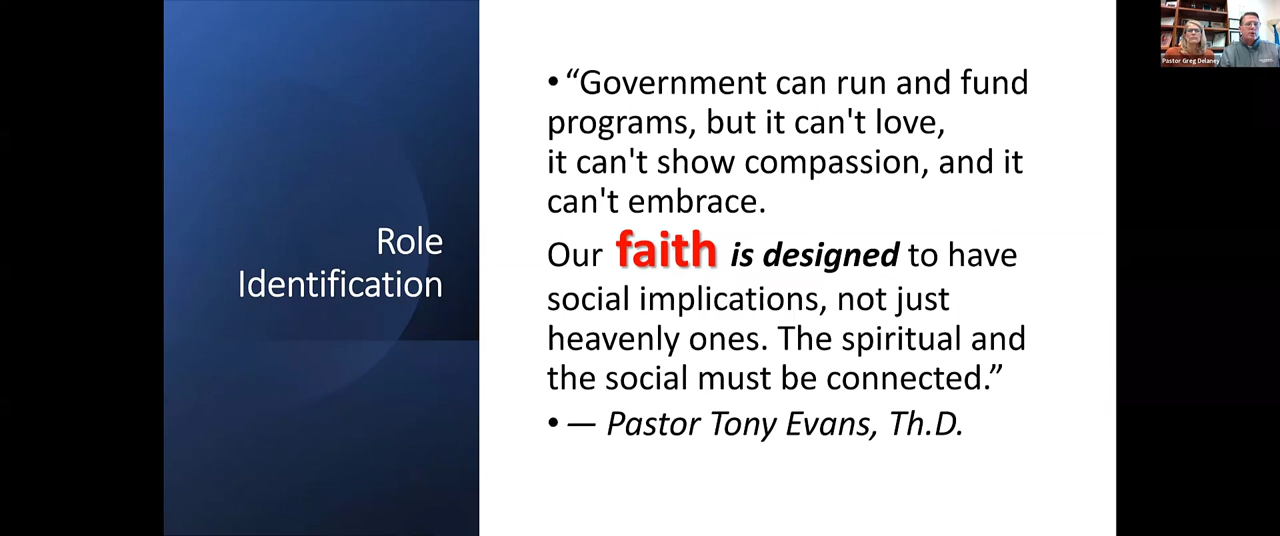 Role
Identification
• “Government can run and fund
programs, but it can't love,
it can't show compassion, and it
can't embrace.
Our faith is designed to have
social implications, not just
heavenly ones. The spiritual and
the social must be connected.”
• — Pastor Tony Evans, Th.D.
Pastor Greg Delaney